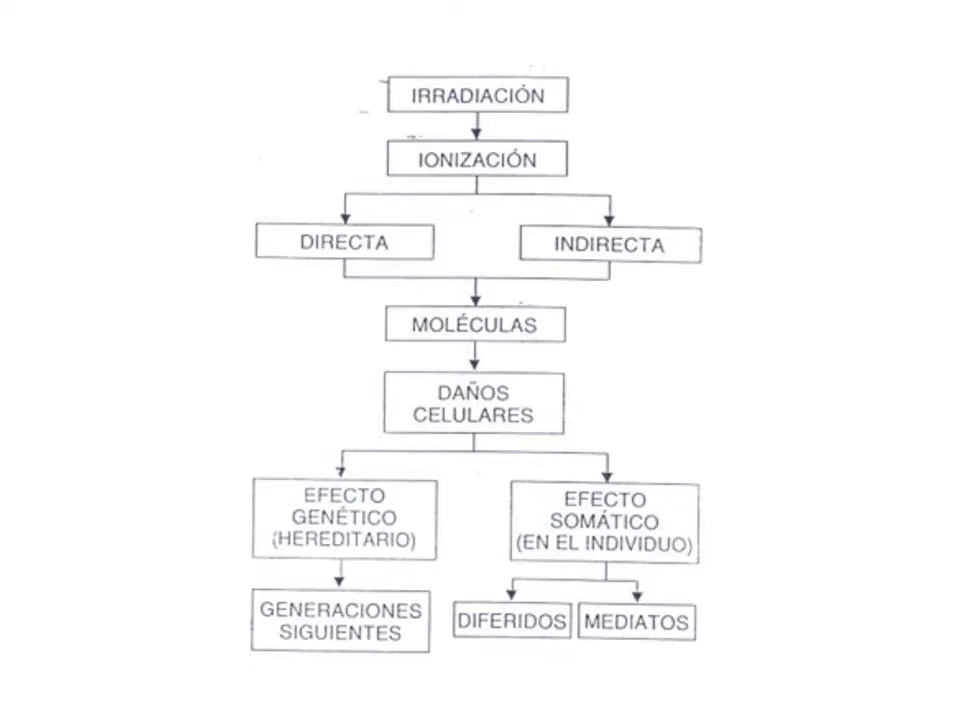 IRRADIACIÓN
IONIZACIÓN
DIRECTA
INDIRECTA
MOLÉCULAS
DAÑOS
CELULARES
EFECTO
GENÉTICO
(HEREDITARIO)
EFECTO
SOMÁTICO
(EN EL INDIVIDUO)
GENERACIONES
SIGUIENTES
DIFERIDOS
MEDIATOS